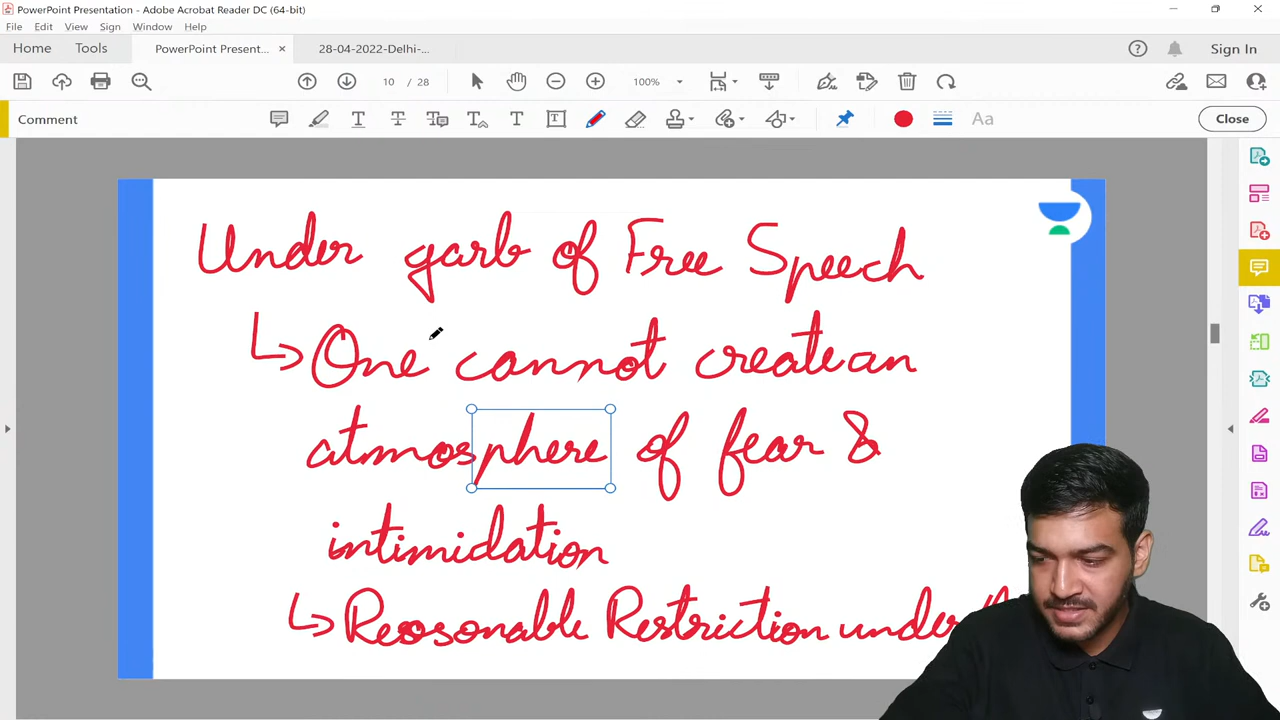 PowerPoint Presentation - Adobe Acrobat Reader DC (64-bit)
File Edit View Sign Window Help
Home Tools PowerPoint Present... × 28-04-2022-Delhi-... Sign In
10 / 28 100%
Comment Aa Close
Under garb of Free Speech
↳ One cannot create an
atmosphere of fear &
intimidation
↳ Reosonable Restriction under